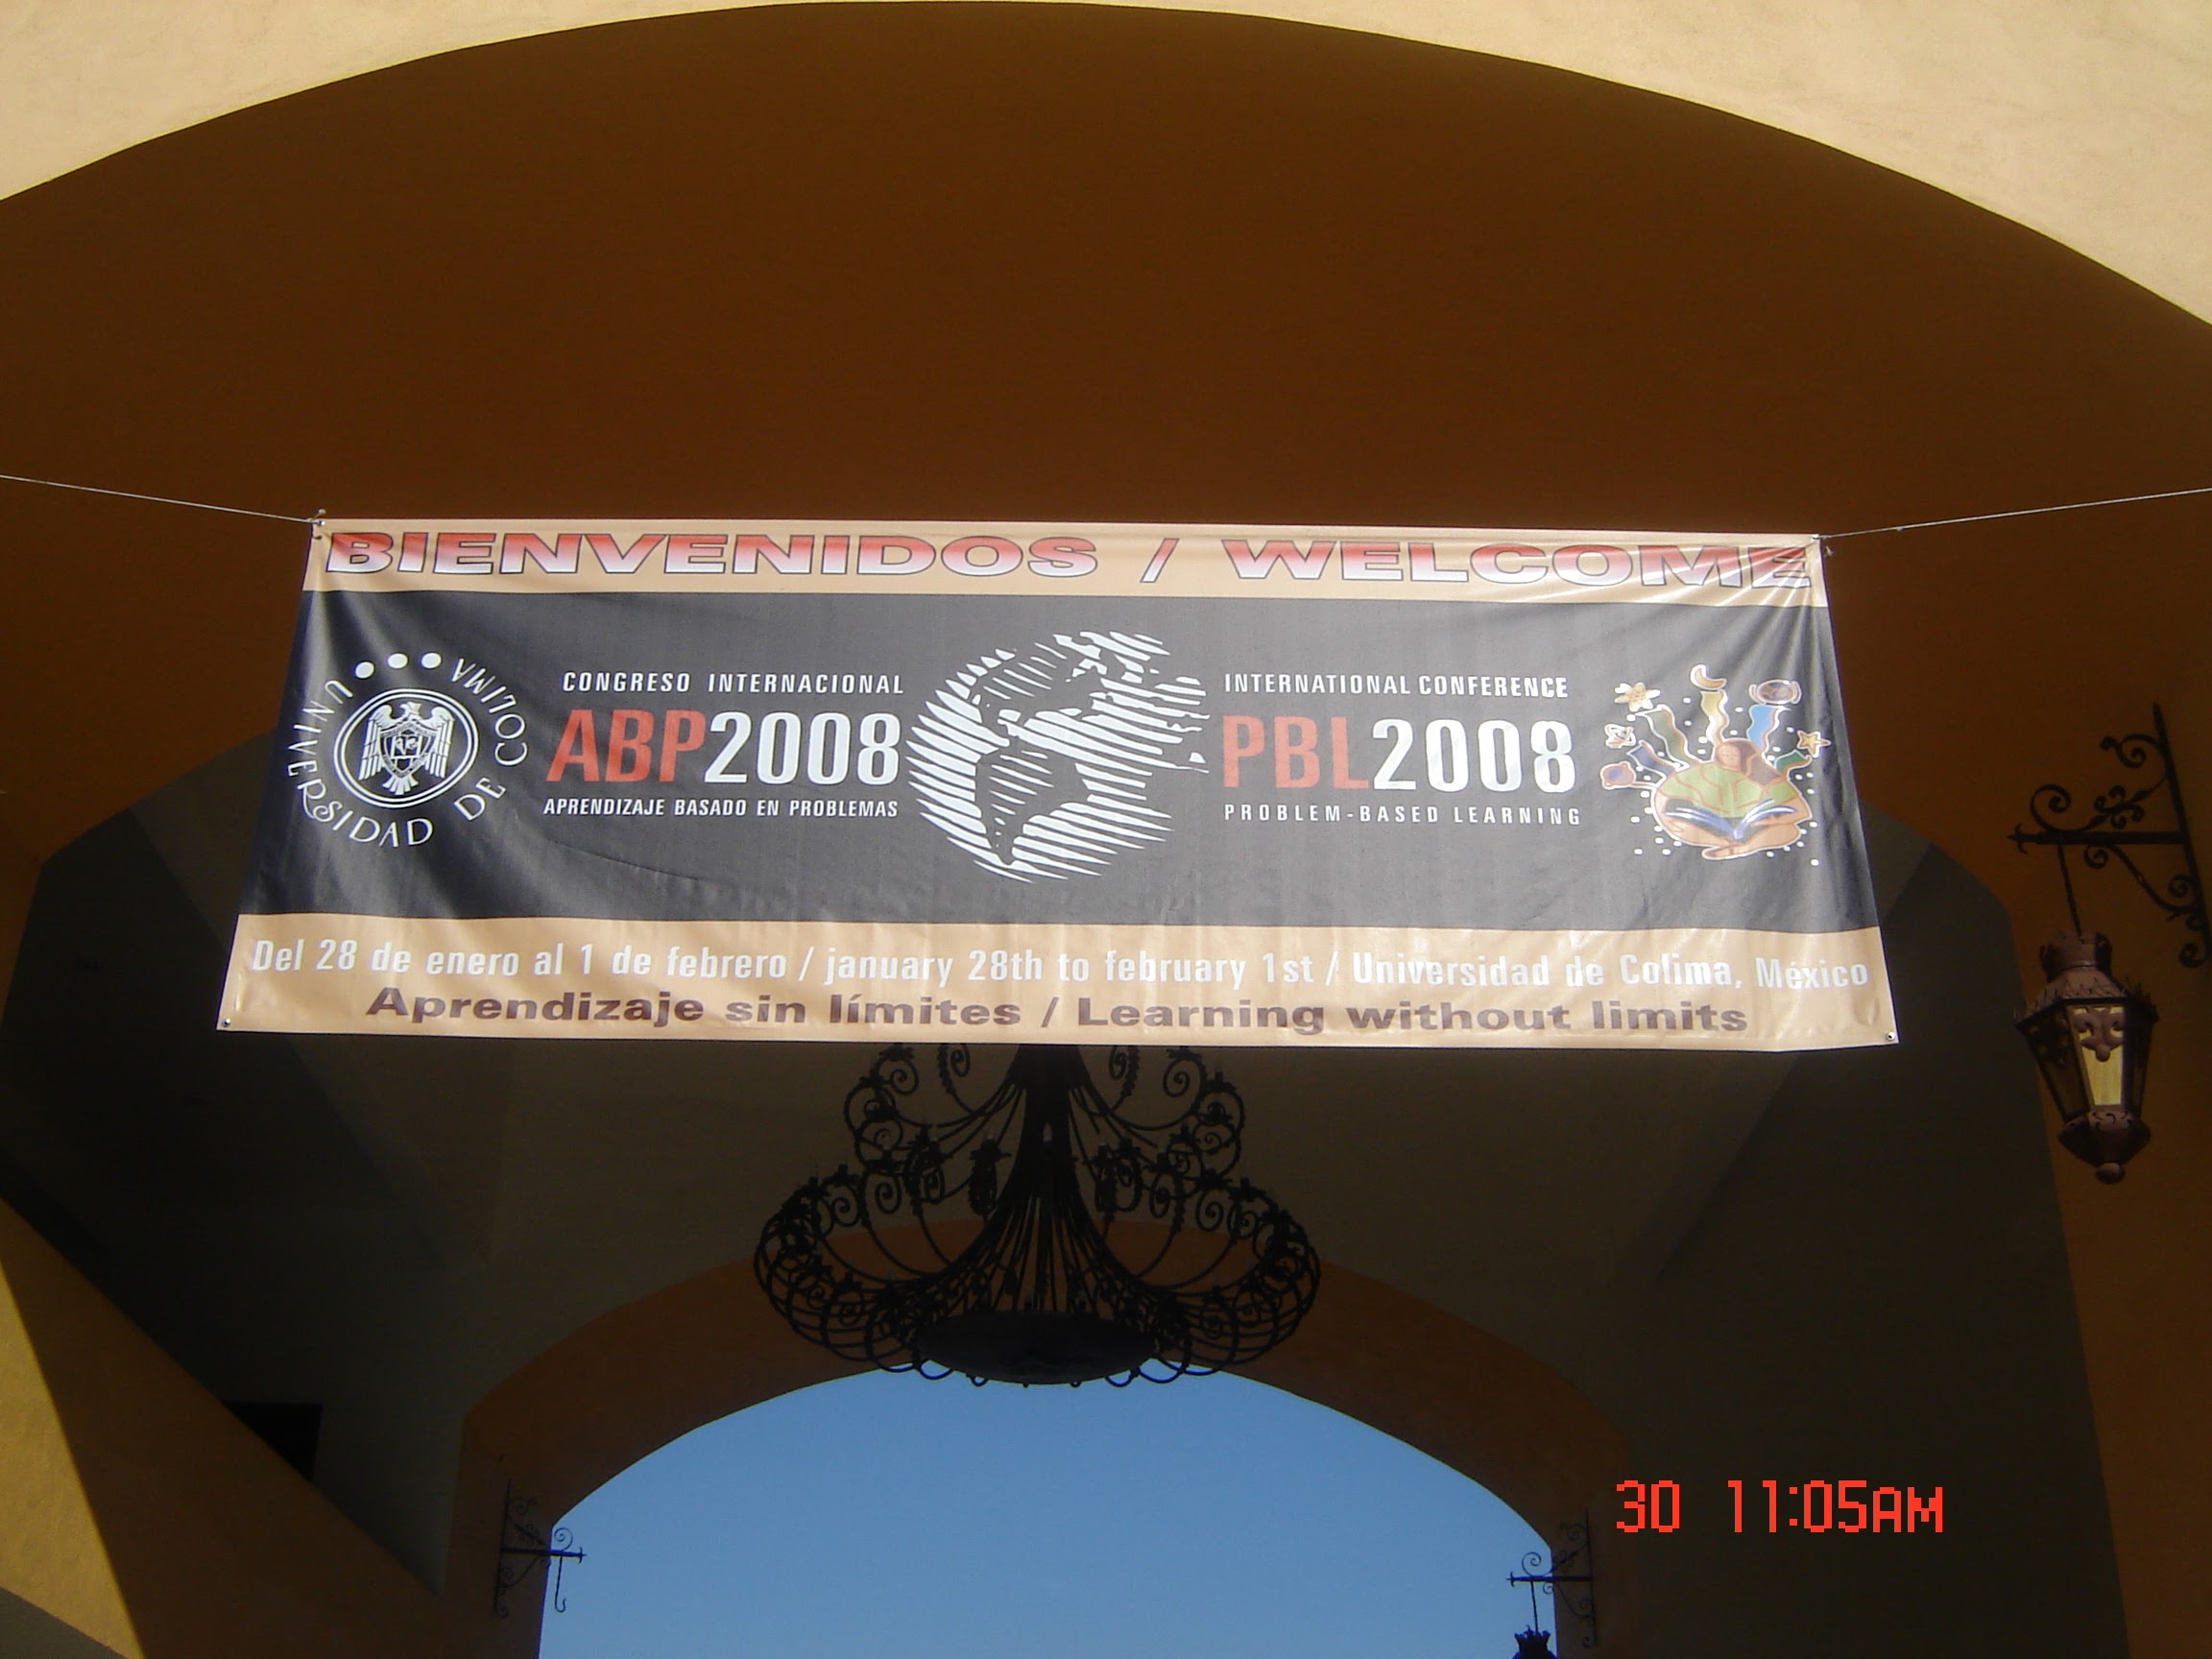 BIENVENIDOS / WELCOME
UNIVERSIDAD DE COLIMA
CONGRESO INTERNACIONAL
ABP2008
APRENDIZAJE BASADO EN PROBLEMAS
INTERNATIONAL CONFERENCE
PBL2008
PROBLEM-BASED LEARNING
Del 28 de enero al 1 de febrero / january 28th to february 1st / Universidad de Colima, México
Aprendizaje sin límites / Learning without limits
30 11:05AM